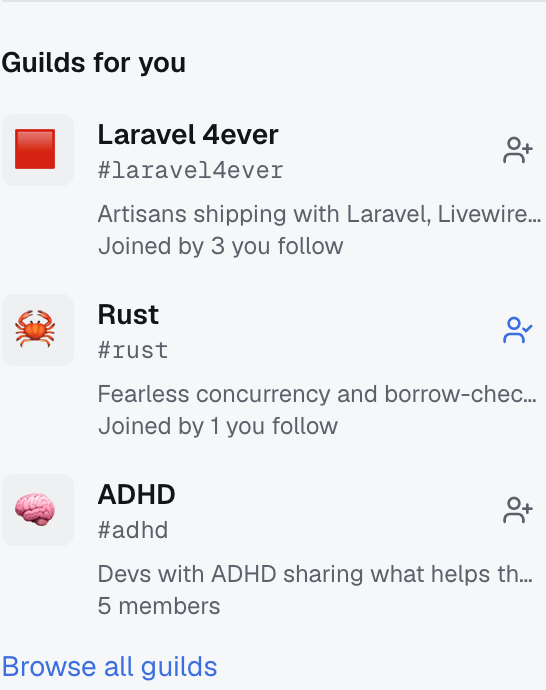 Guilds for you
Laravel 4ever
#laravel4ever
Artisans shipping with Laravel, Livewire…
Joined by 3 you follow
Rust
#rust
Fearless concurrency and borrow-chec…
Joined by 1 you follow
ADHD
#adhd
Devs with ADHD sharing what helps th…
5 members
Browse all guilds